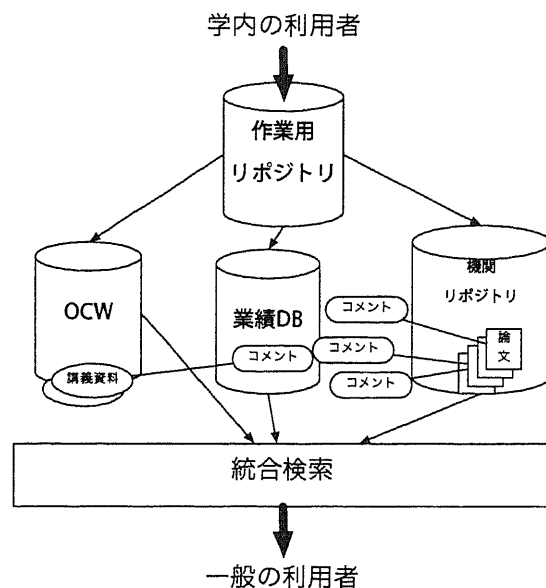 学内の利用者
作業用
リポジトリ
OCW
業績DB
機関
リポジトリ
コメント
論
文
コメント
コメント
コメント
講義資料
統合検索
一般の利用者